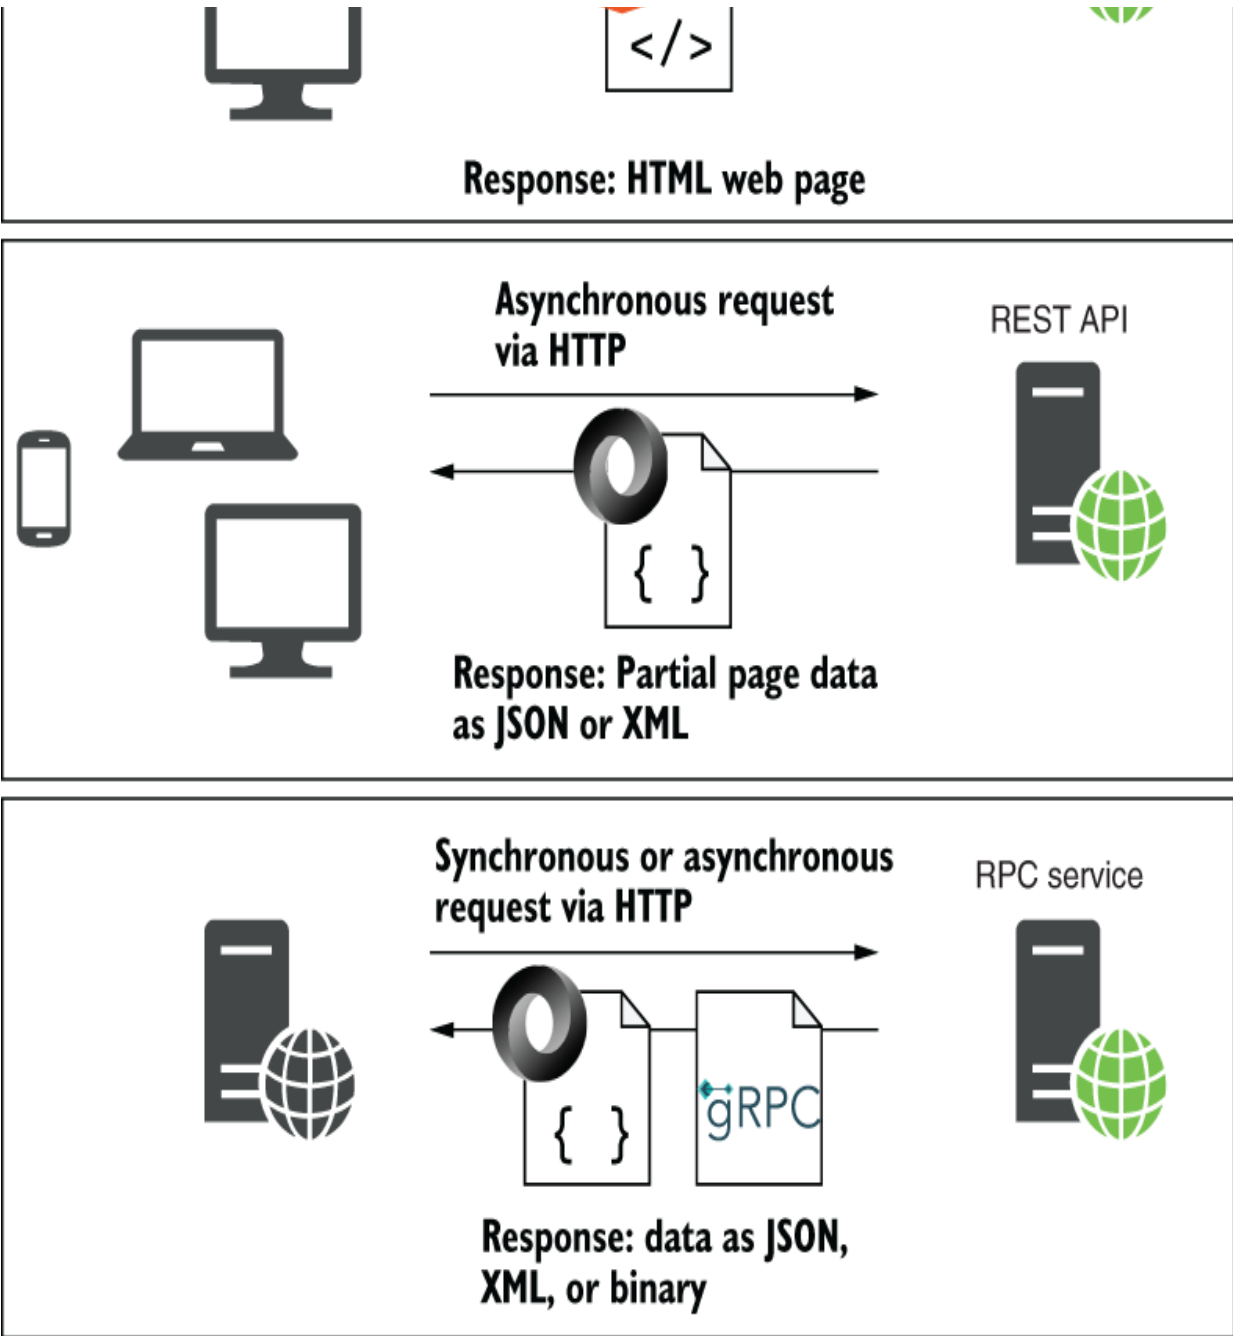 </>
Response: HTML web page
Asynchronous request
via HTTP
REST API
{ }
Response: Partial page data
as JSON or XML
Synchronous or asynchronous
request via HTTP
RPC service
{ }
gRPC
Response: data as JSON,
XML, or binary